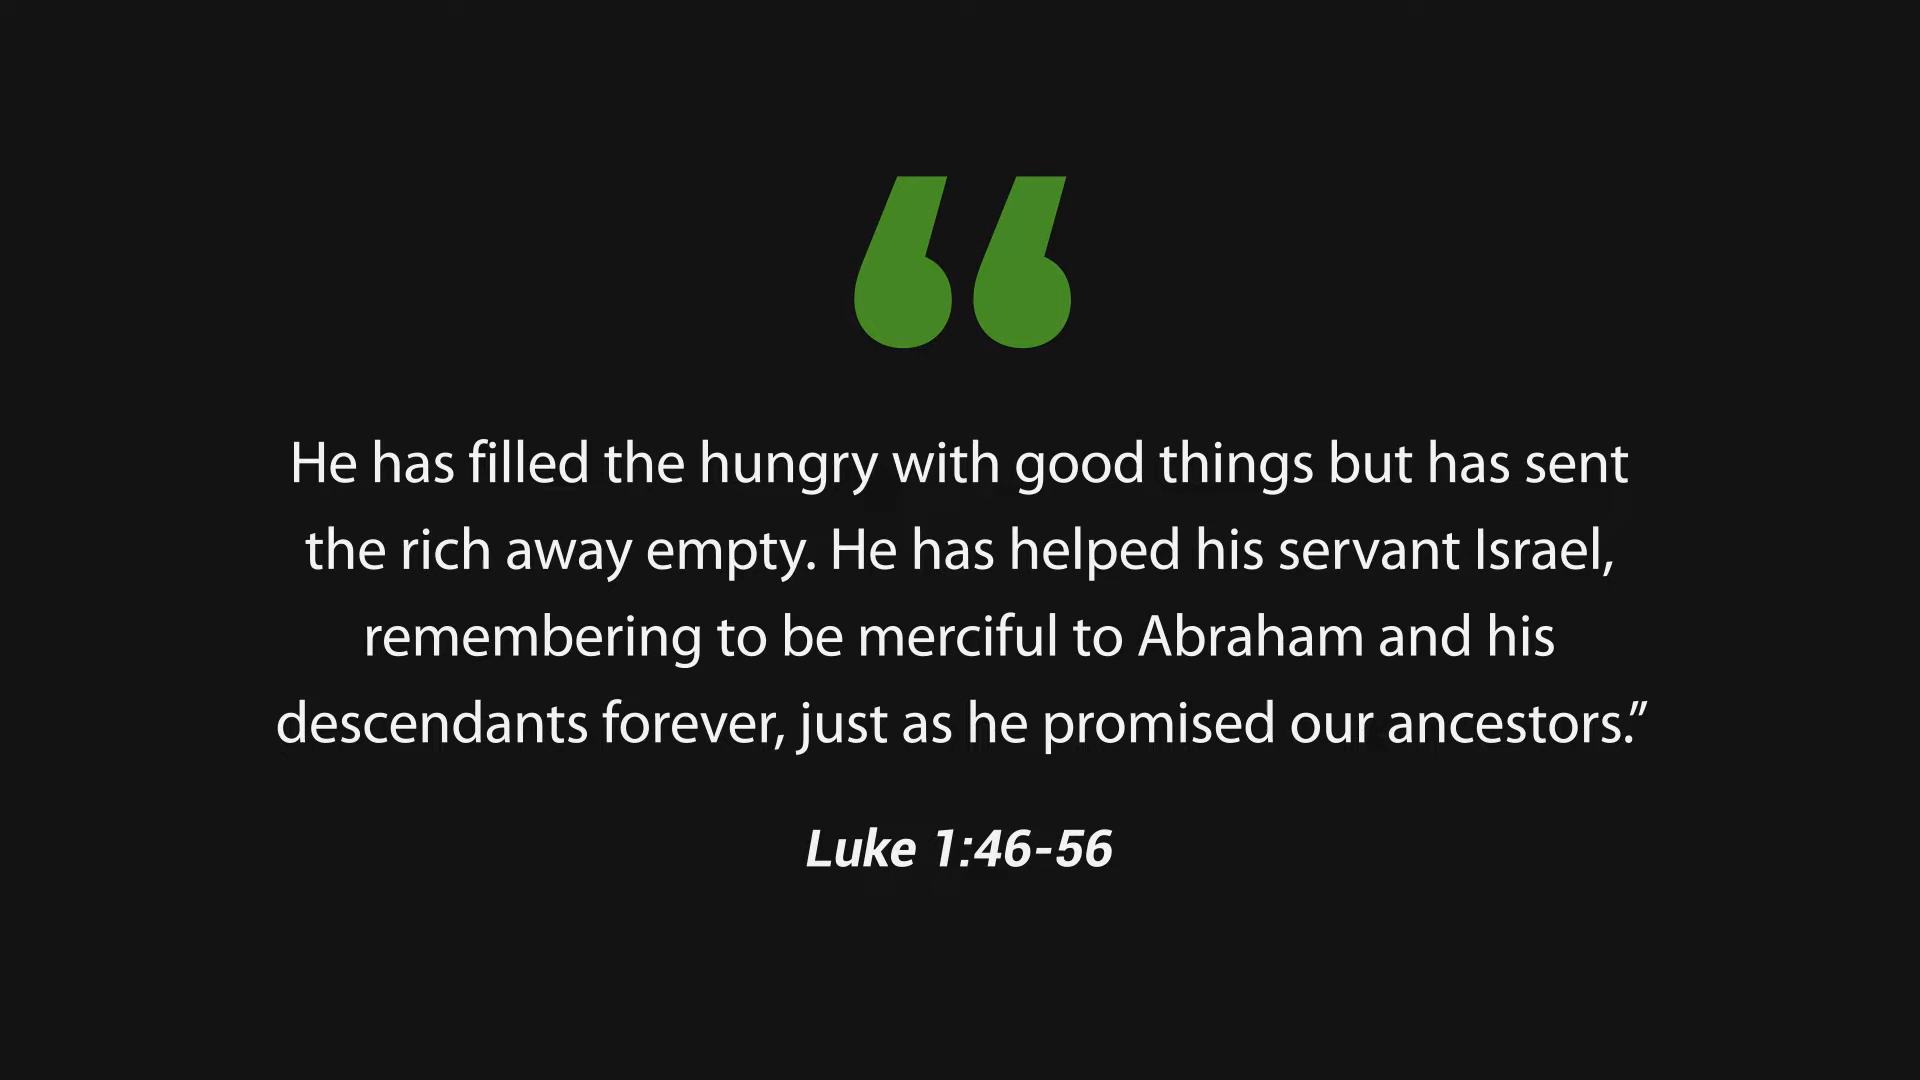 “
He has filled the hungry with good things but has sent
the rich away empty. He has helped his servant Israel,
remembering to be merciful to Abraham and his
descendants forever, just as he promised our ancestors.”
Luke 1:46-56